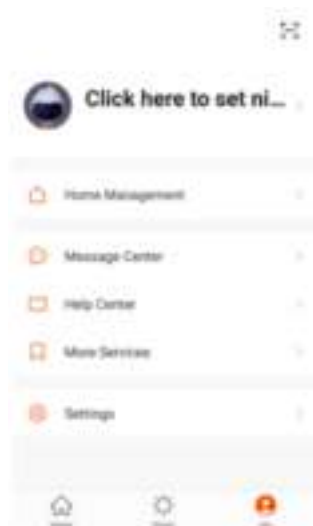 Click here to set ni...
Home Management
Message Center
Help Center
More Services
Settings